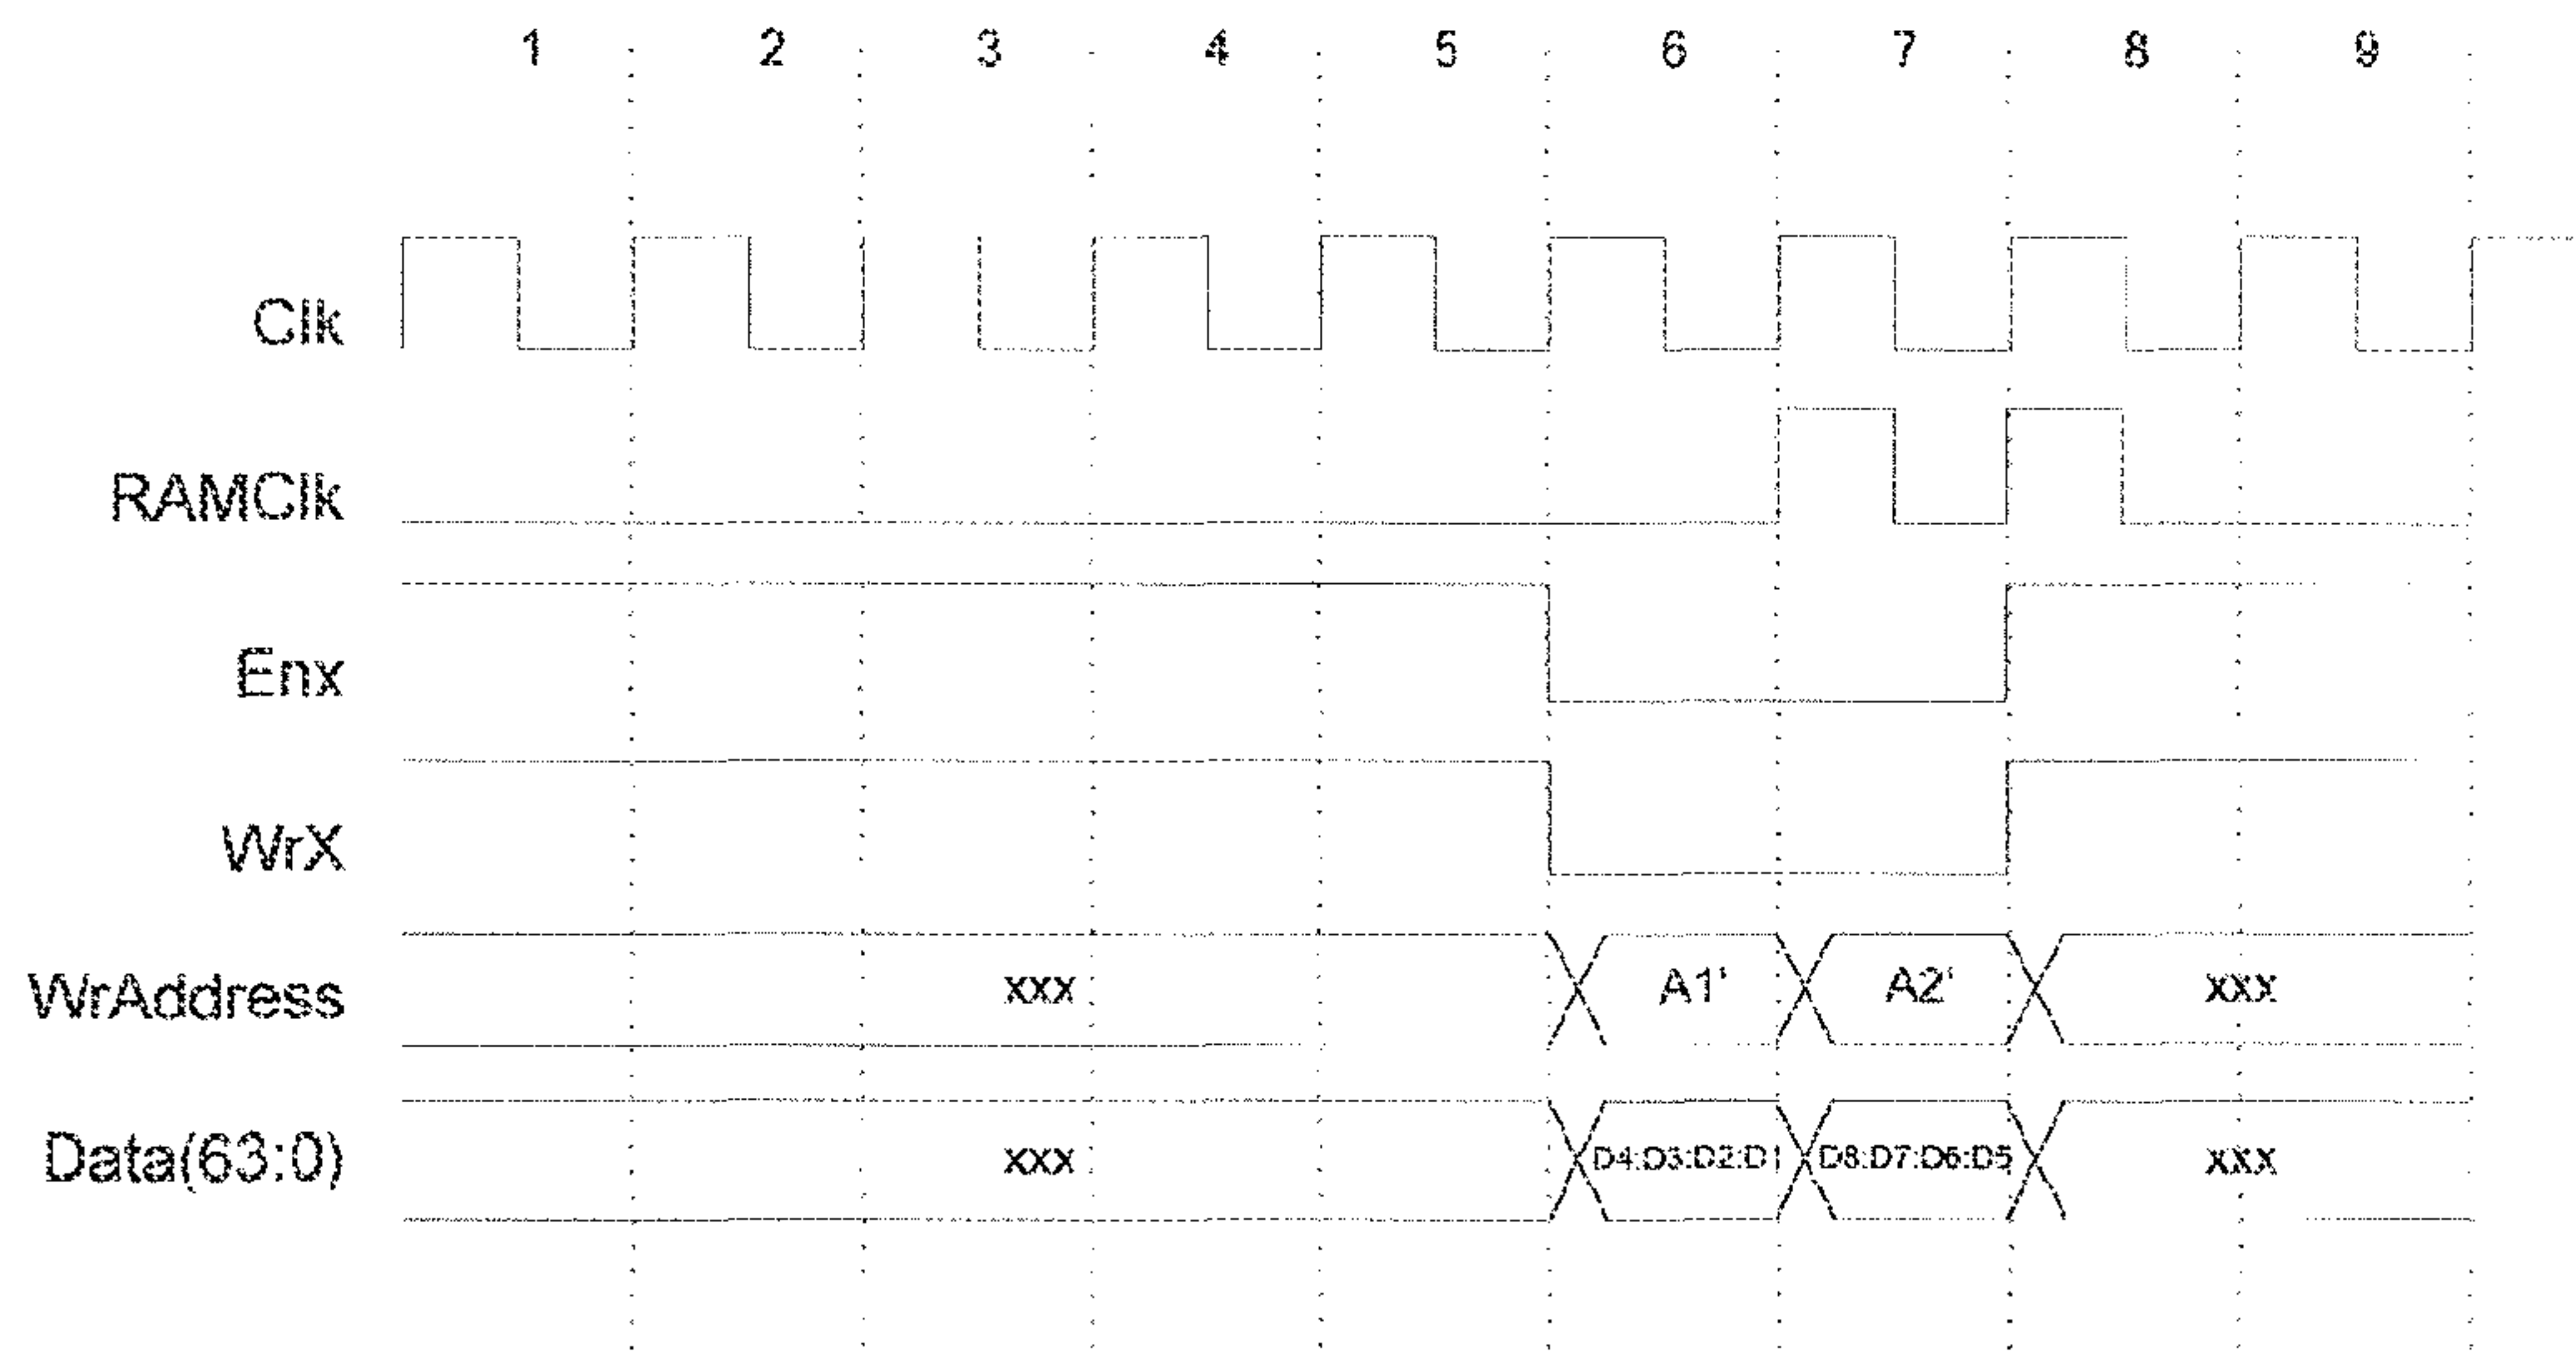 1 2 3 4 5 6 7 8 9
Clk
RAMClk
Enx
WrX
WrAddress xxx A1' A2' xxx
Data(63:0) xxx D4:D3:D2:D1 D8:D7:D6:D5 xxx